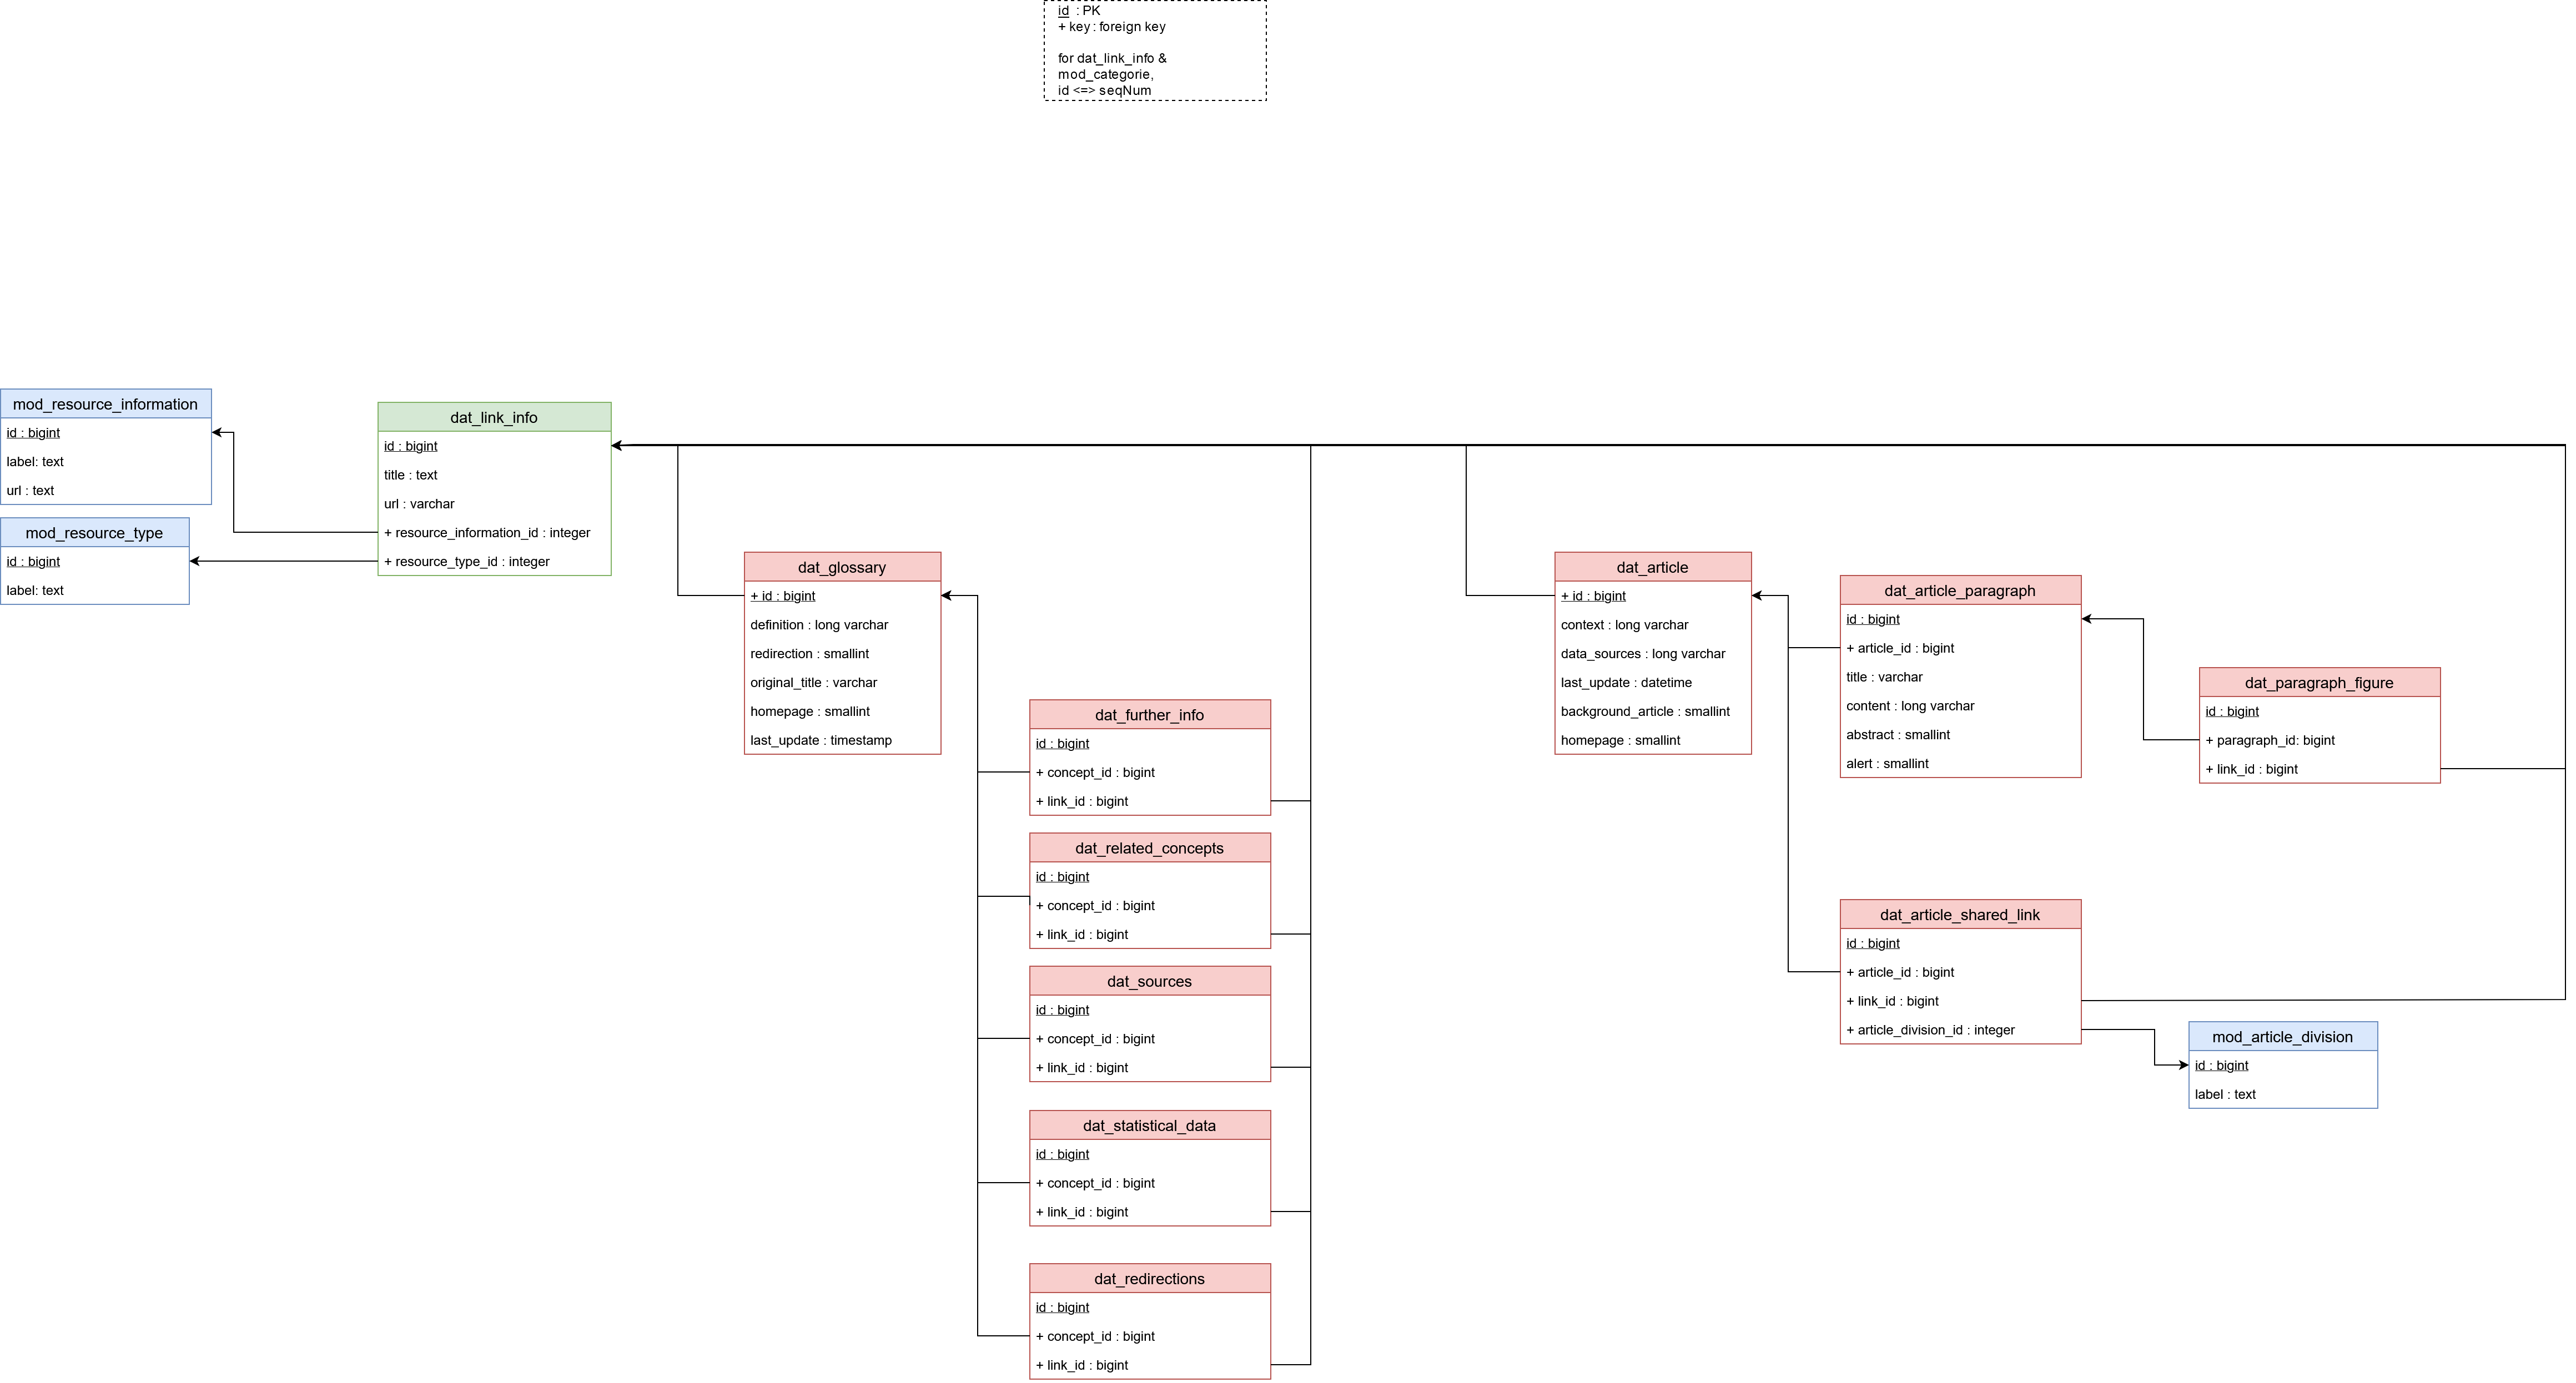 id : PK
+ key : foreign key
for dat_link_info &
mod_categorie,
id <=> seqNum
mod_resource_information
id : bigint
label: text
url : text
mod_resource_type
id : bigint
label: text
dat_link_info
id : bigint
title : text
url : varchar
+ resource_information_id : integer
+ resource_type_id : integer
dat_glossary
+ id : bigint
definition : long varchar
redirection : smallint
original_title : varchar
homepage : smallint
last_update : timestamp
dat_further_info
id : bigint
+ concept_id : bigint
+ link_id : bigint
dat_related_concepts
id : bigint
+ concept_id : bigint
+ link_id : bigint
dat_sources
id : bigint
+ concept_id : bigint
+ link_id : bigint
dat_statistical_data
id : bigint
+ concept_id : bigint
+ link_id : bigint
dat_redirections
id : bigint
+ concept_id : bigint
+ link_id : bigint
dat_article
+ id : bigint
context : long varchar
data_sources : long varchar
last_update : datetime
background_article : smallint
homepage : smallint
dat_article_paragraph
id : bigint
+ article_id : bigint
title : varchar
content : long varchar
abstract : smallint
alert : smallint
dat_paragraph_figure
id : bigint
+ paragraph_id: bigint
+ link_id : bigint
dat_article_shared_link
id : bigint
+ article_id : bigint
+ link_id : bigint
+ article_division_id : integer
mod_article_division
id : bigint
label : text